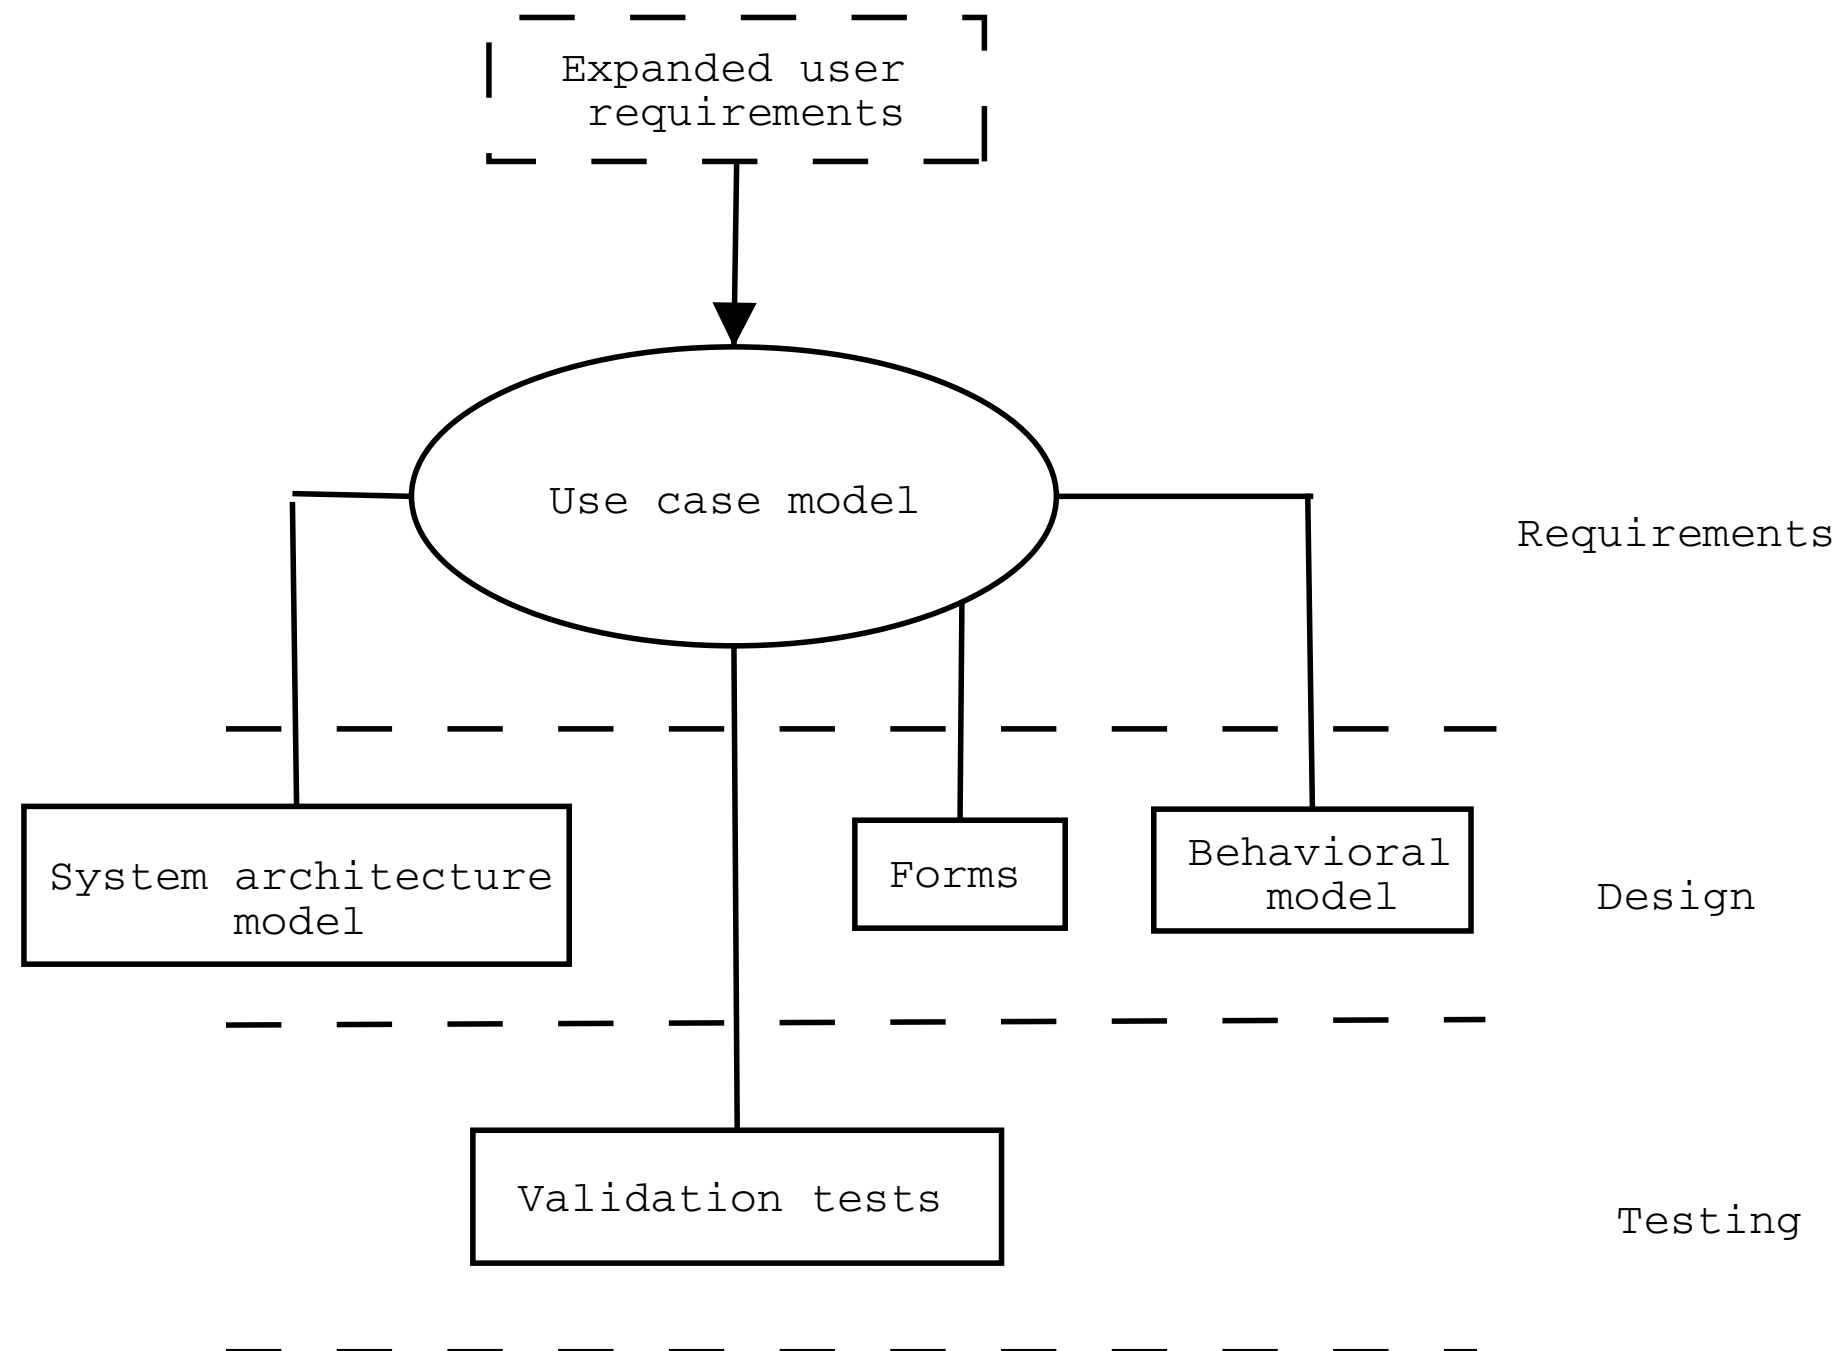 Expanded user
requirements
Use case model
Requirements
System architecture
model
Forms
Behavioral
model
Design
Validation tests
Testing